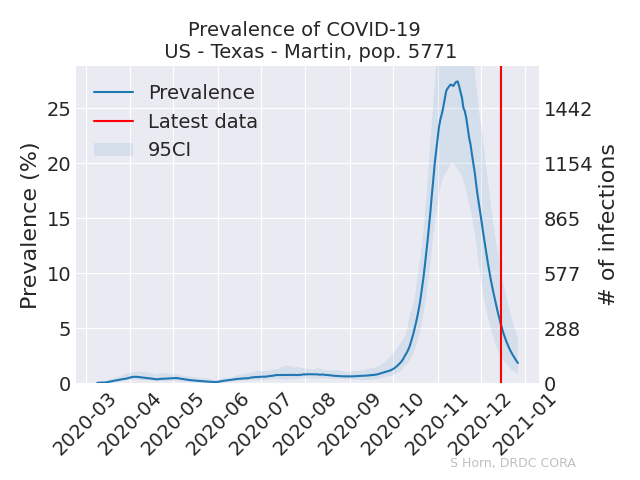 Prevalence of COVID-19
US - Texas - Martin, pop. 5771
Prevalence
Latest data
95CI
Prevalence (%)
25
20
15
10
5
0
1442
1154
865
577
288
0
# of infections
2020-03
2020-04
2020-05
2020-06
2020-07
2020-08
2020-09
2020-10
2020-11
2020-12
2021-01
S Horn, DRDC CORA